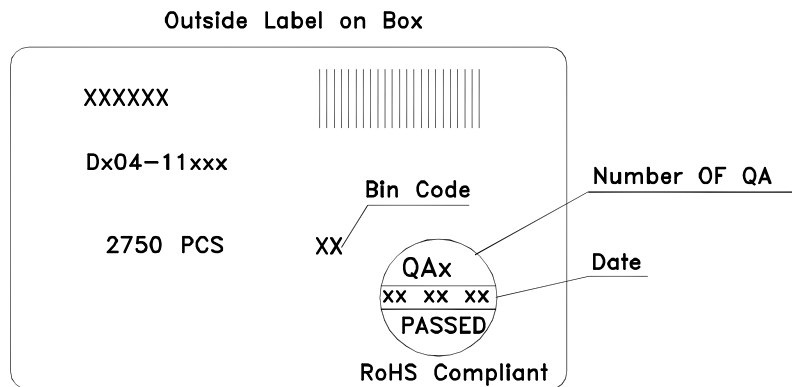 Outside Label on Box
XXXXXX
Dx04-11xxx
Bin Code
Number OF QA
2750 PCS
XX
QAx
Date
xx xx xx
PASSED
RoHS Compliant